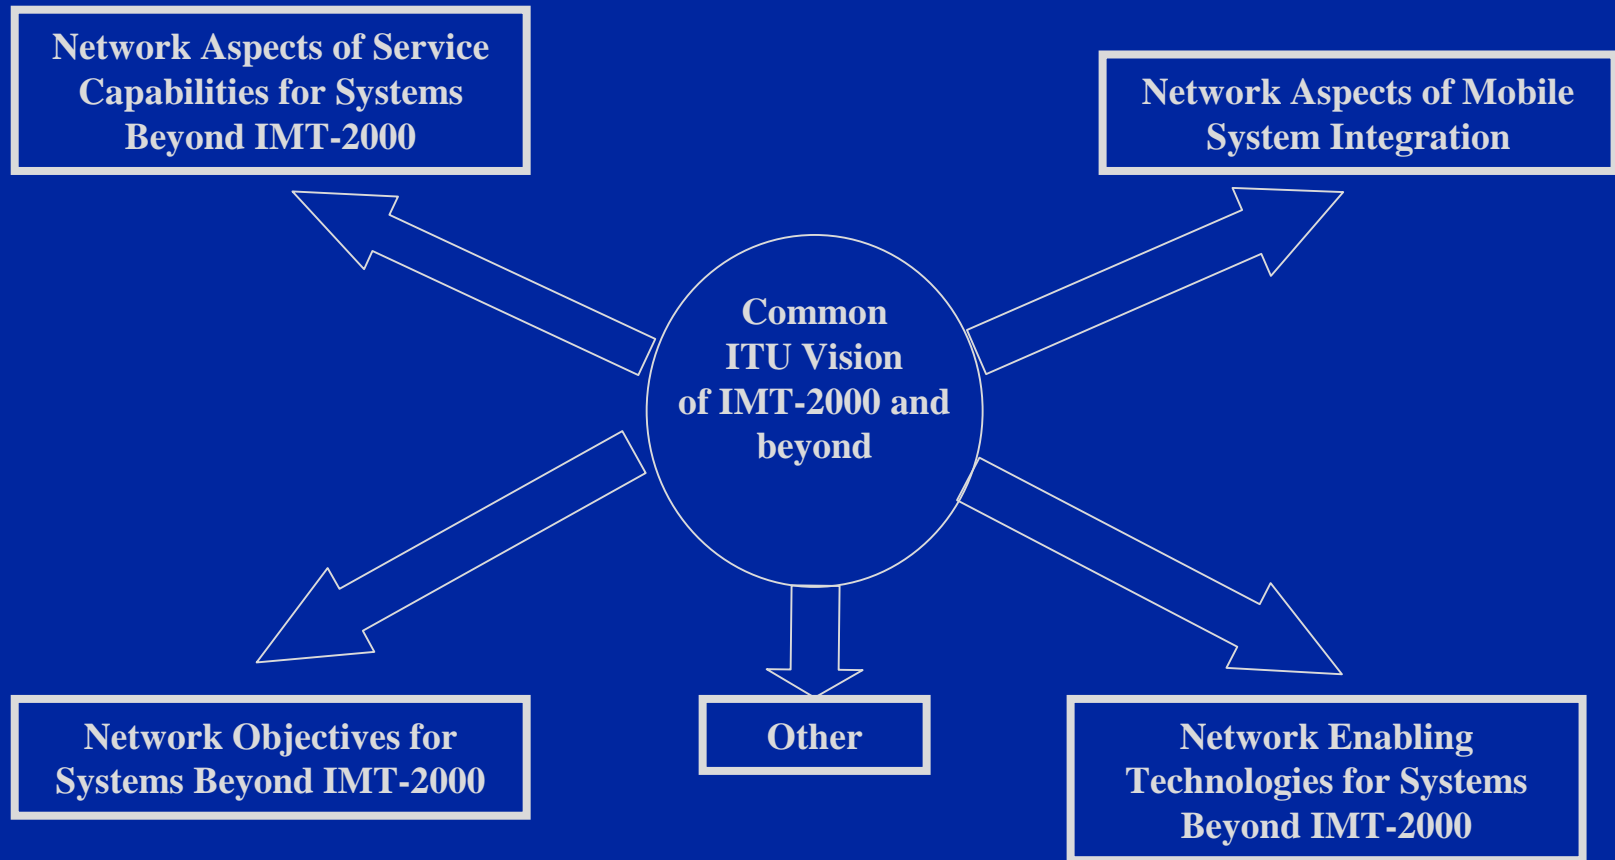 Network Aspects of Service
Capabilities for Systems
Beyond IMT-2000
Network Aspects of Mobile
System Integration
Common
ITU Vision
of IMT-2000 and
beyond
Network Objectives for
Systems Beyond IMT-2000
Other
Network Enabling
Technologies for Systems
Beyond IMT-2000